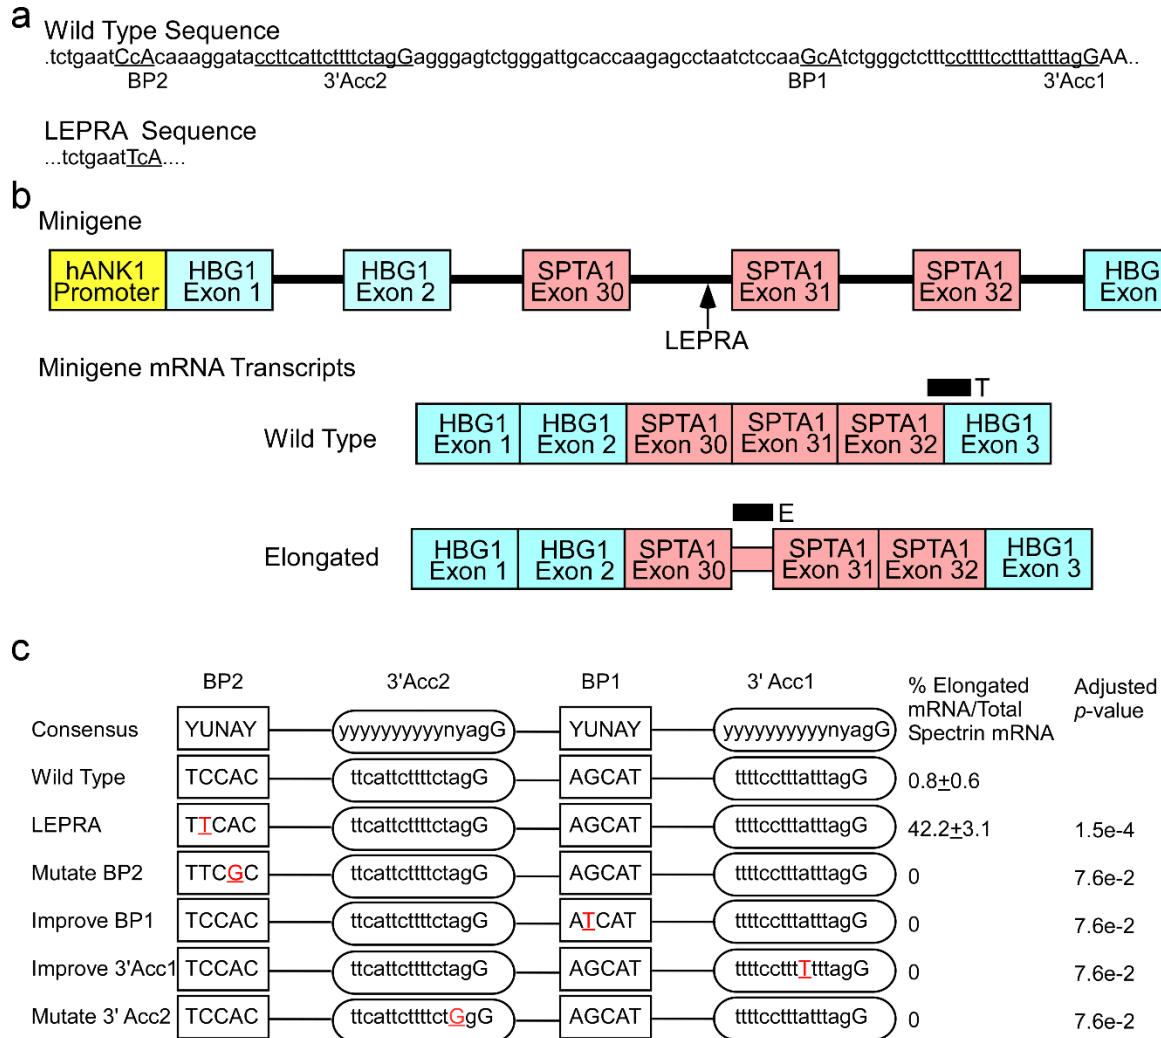 a
Wild Type Sequence
.tctgaatCcAcaaaggataccttcattcttttctagGagggagtctgggattgcaccaagagcctaatctccaaGcAtctgggctctttccttttcctttatttagGAA..
BP2 3'Acc2 BP1 3'Acc1
LEPRA Sequence
...tctgaatTcA....
b
Minigene
hANK1 Promoter
HBG1 Exon 1
HBG1 Exon 2
SPTA1 Exon 30
SPTA1 Exon 31
SPTA1 Exon 32
HBG Exon
LEPRA
Minigene mRNA Transcripts
T
Wild Type
HBG1 Exon 1
HBG1 Exon 2
SPTA1 Exon 30
SPTA1 Exon 31
SPTA1 Exon 32
HBG1 Exon 3
E
Elongated
HBG1 Exon 1
HBG1 Exon 2
SPTA1 Exon 30
SPTA1 Exon 31
SPTA1 Exon 32
HBG1 Exon 3
c
BP2 3'Acc2 BP1 3' Acc1 % Elongated mRNA/Total Spectrin mRNA Adjusted p-value
Consensus YUNAY yyyyyyyyyynyagG YUNAY yyyyyyyyyynyagG
Wild Type TCCAC ttcattcttttctagG AGCAT ttttcctttatttagG 0.8±0.6
LEPRA TTCAC ttcattcttttctagG AGCAT ttttcctttatttagG 42.2±3.1 1.5e-4
Mutate BP2 TTCGC ttcattcttttctagG AGCAT ttttcctttatttagG 0 7.6e-2
Improve BP1 TCCAC ttcattcttttctagG ATCAT ttttcctttatttagG 0 7.6e-2
Improve 3'Acc1 TCCAC ttcattcttttctagG AGCAT ttttcctttTtttagG 0 7.6e-2
Mutate 3' Acc2 TCCAC ttcattcttttctGgG AGCAT ttttcctttatttagG 0 7.6e-2